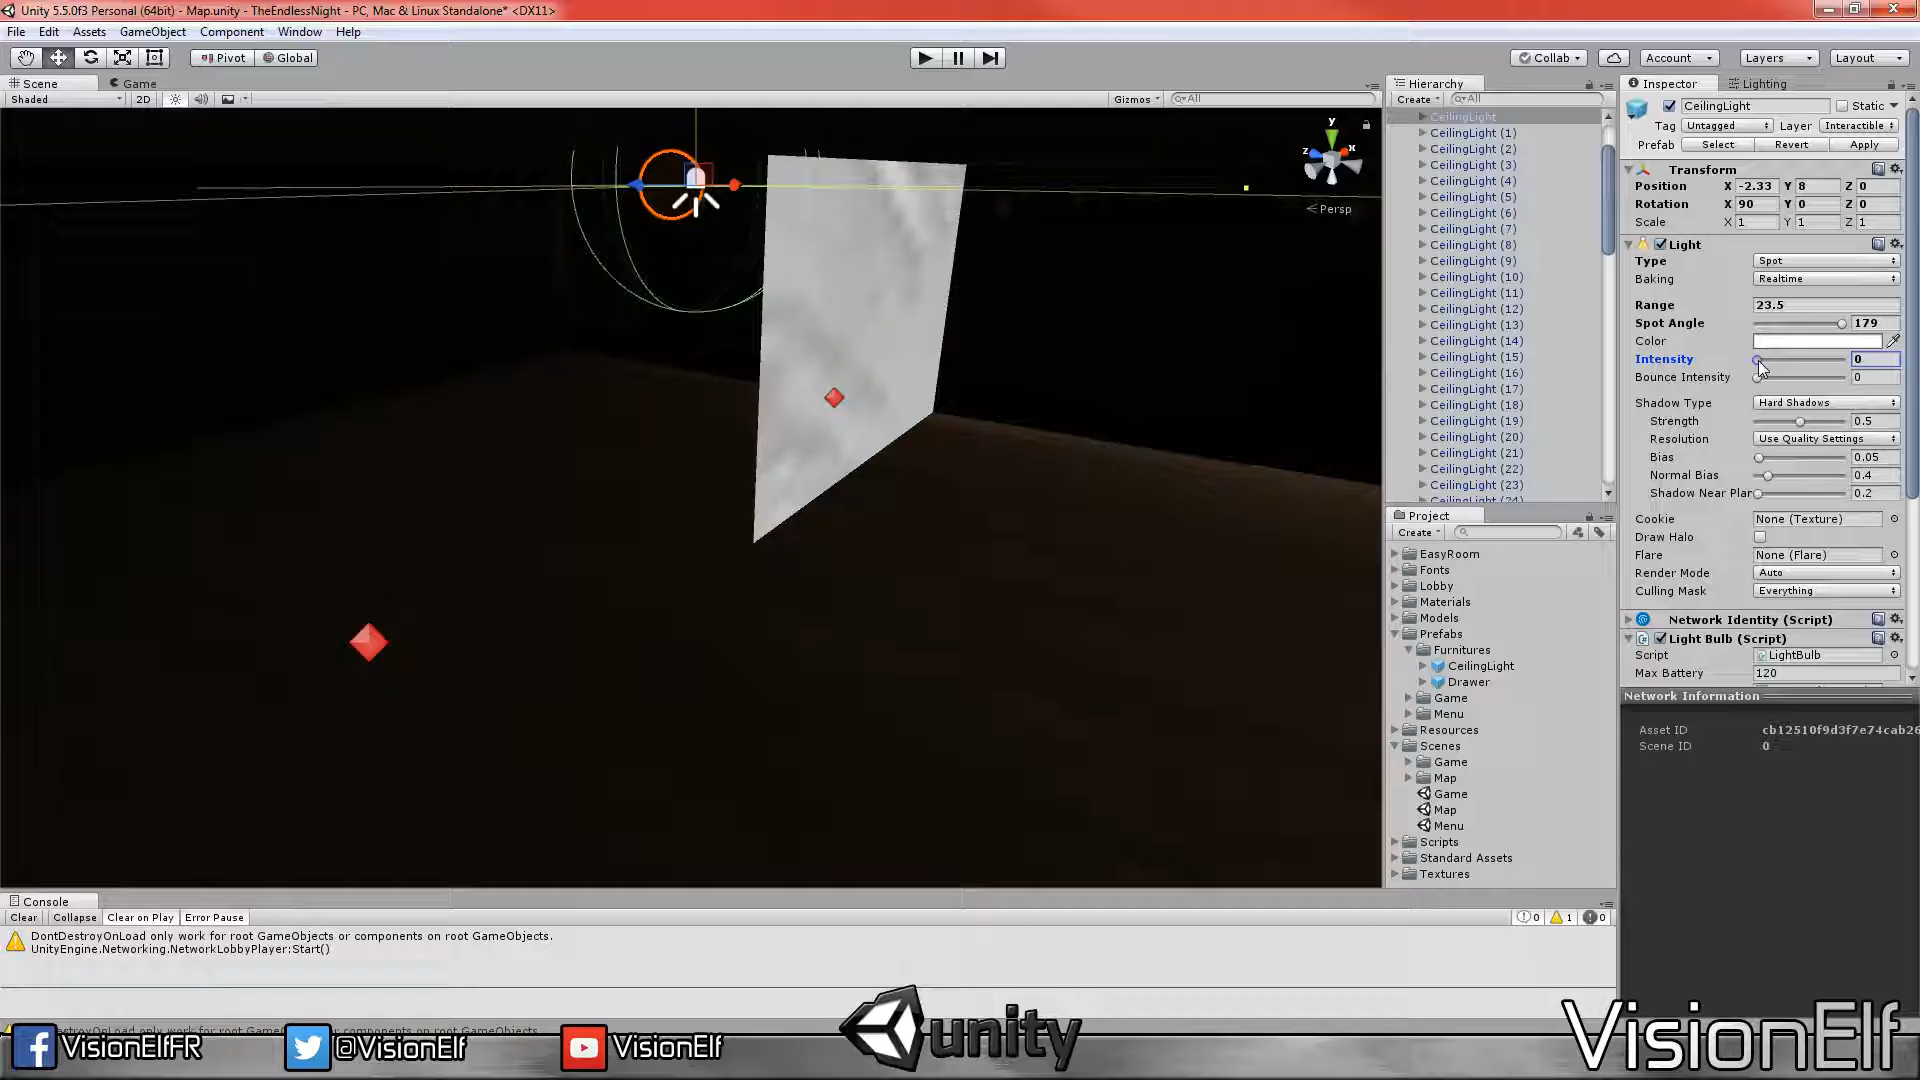 Unity 5.5.0f3 Personal (64bit) - Map.unity - TheEndlessNight - PC, Mac & Linux Standalone* <DX11>
File Edit Assets GameObject Component Window Help
Pivot Global Collab Account Layers Layout
Scene Game
Shaded 2D Gizmos All
y
x
z
Persp
Hierarchy
Create All
CeilingLight
CeilingLight (1)
CeilingLight (2)
CeilingLight (3)
CeilingLight (4)
CeilingLight (5)
CeilingLight (6)
CeilingLight (7)
CeilingLight (8)
CeilingLight (9)
CeilingLight (10)
CeilingLight (11)
CeilingLight (12)
CeilingLight (13)
CeilingLight (14)
CeilingLight (15)
CeilingLight (16)
CeilingLight (17)
CeilingLight (18)
CeilingLight (19)
CeilingLight (20)
CeilingLight (21)
CeilingLight (22)
CeilingLight (23)
CeilingLight (24)
Project
Create
EasyRoom
Fonts
Lobby
Materials
Models
Prefabs
Furnitures
CeilingLight
Drawer
Game
Menu
Resources
Scenes
Game
Map
Game
Map
Menu
Scripts
Standard Assets
Textures
Inspector Lighting
CeilingLight Static
Tag Untagged Layer Interactible
Prefab Select Revert Apply
Transform
Position X -2.33 Y 8 Z 0
Rotation X 90 Y 0 Z 0
Scale X 1 Y 1 Z 1
Light
Type Spot
Baking Realtime
Range 23.5
Spot Angle 179
Color
Intensity 0
Bounce Intensity 0
Shadow Type Hard Shadows
Strength 0.5
Resolution Use Quality Settings
Bias 0.05
Normal Bias 0.4
Shadow Near Plan 0.2
Cookie None (Texture)
Draw Halo
Flare None (Flare)
Render Mode Auto
Culling Mask Everything
Network Identity (Script)
Light Bulb (Script)
Script LightBulb
Max Battery 120
Network Information
Asset ID cb12510f9d3f7e74cab26
Scene ID 0
Console
Clear Collapse Clear on Play Error Pause 0 1 0
DontDestroyOnLoad only work for root GameObjects or components on root GameObjects.
UnityEngine.Networking.NetworkLobbyPlayer:Start()
VisionElfFR @VisionElf VisionElf unity VisionElf